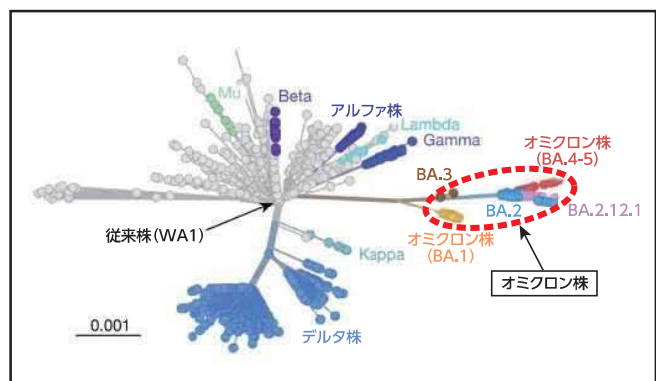 Mu
Beta
アルファ株
Lambda
Gamma
オミクロン株
(BA.4-5)
BA.3
BA.2
BA.2.12.1
従来株(WA1)
オミクロン株
(BA.1)
Kappa
オミクロン株
0.001
デルタ株